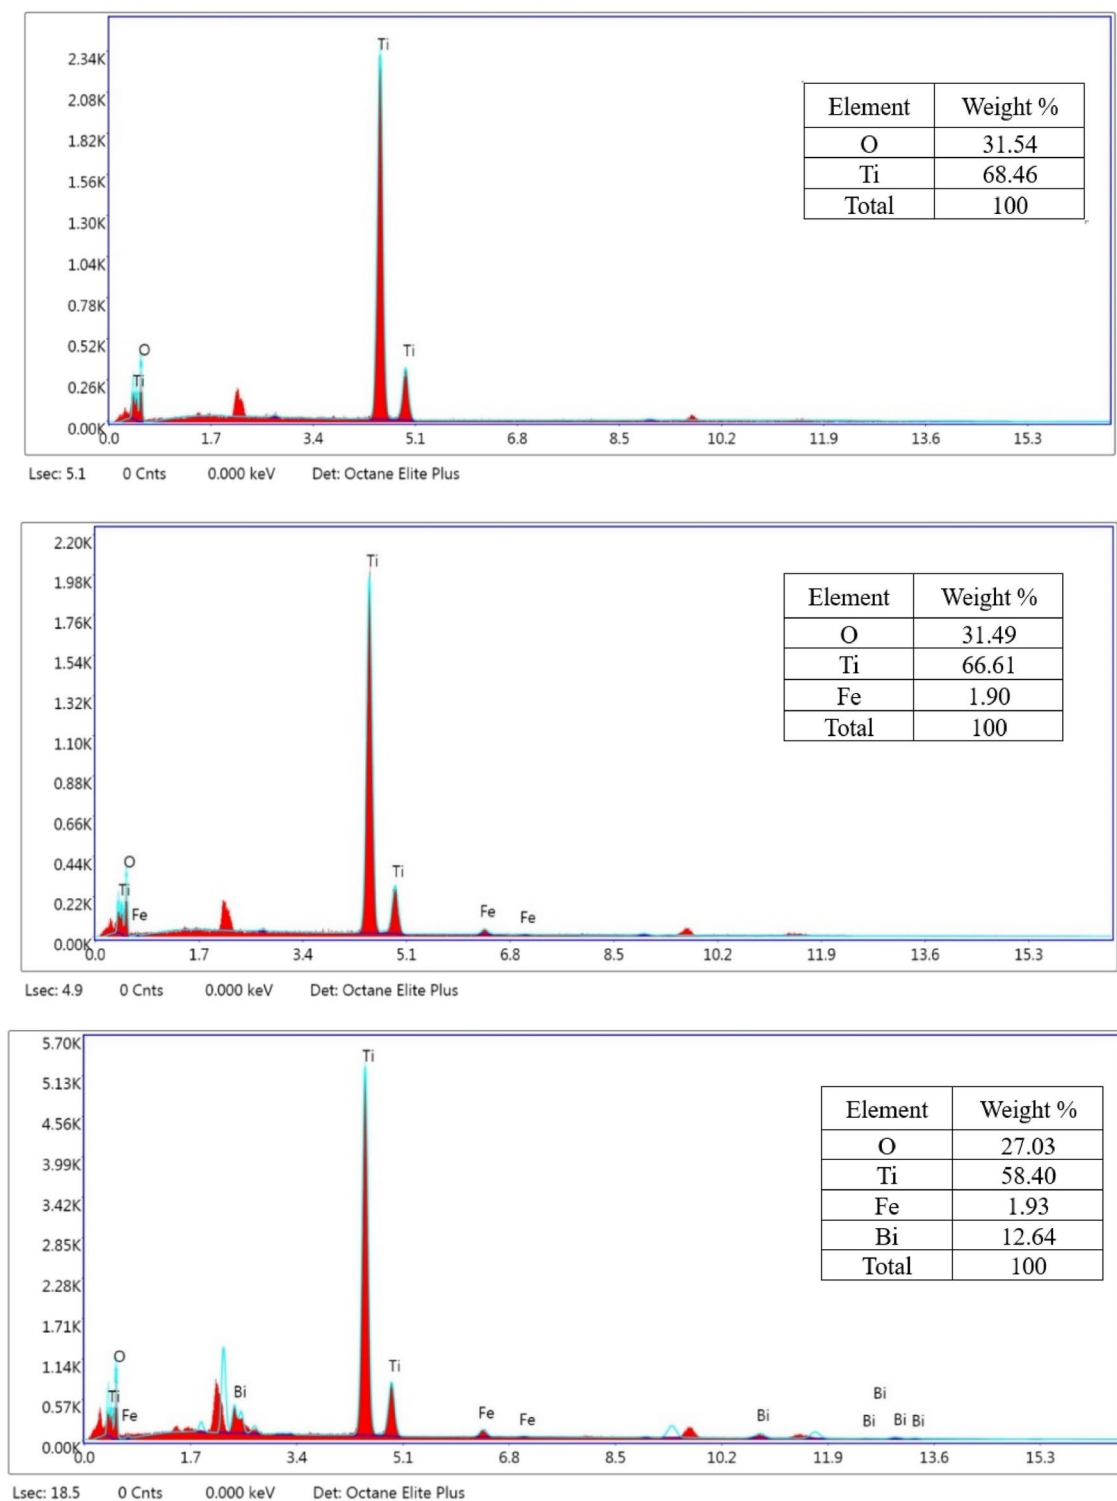 2.34K
2.08K
1.82K
1.56K
1.30K
1.04K
0.78K
0.52K
0.26K
0.00K
Ti
O
Ti
Ti
0.0 1.7 3.4 5.1 6.8 8.5 10.2 11.9 13.6 15.3
Element Weight %
O 31.54
Ti 68.46
Total 100
Lsec: 5.1 0 Cnts 0.000 keV Det: Octane Elite Plus
2.20K
1.98K
1.76K
1.54K
1.32K
1.10K
0.88K
0.66K
0.44K
0.22K
0.00K
Ti
O
Ti
Fe
Ti
Fe
Fe
0.0 1.7 3.4 5.1 6.8 8.5 10.2 11.9 13.6 15.3
Element Weight %
O 31.49
Ti 66.61
Fe 1.90
Total 100
Lsec: 4.9 0 Cnts 0.000 keV Det: Octane Elite Plus
5.70K
5.13K
4.56K
3.99K
3.42K
2.85K
2.28K
1.71K
1.14K
0.57K
0.00K
Ti
O
Ti
Fe
Bi
Ti
Fe
Fe
Bi
Bi
Bi
Bi
Bi
0.0 1.7 3.4 5.1 6.8 8.5 10.2 11.9 13.6 15.3
Element Weight %
O 27.03
Ti 58.40
Fe 1.93
Bi 12.64
Total 100
Lsec: 18.5 0 Cnts 0.000 keV Det: Octane Elite Plus